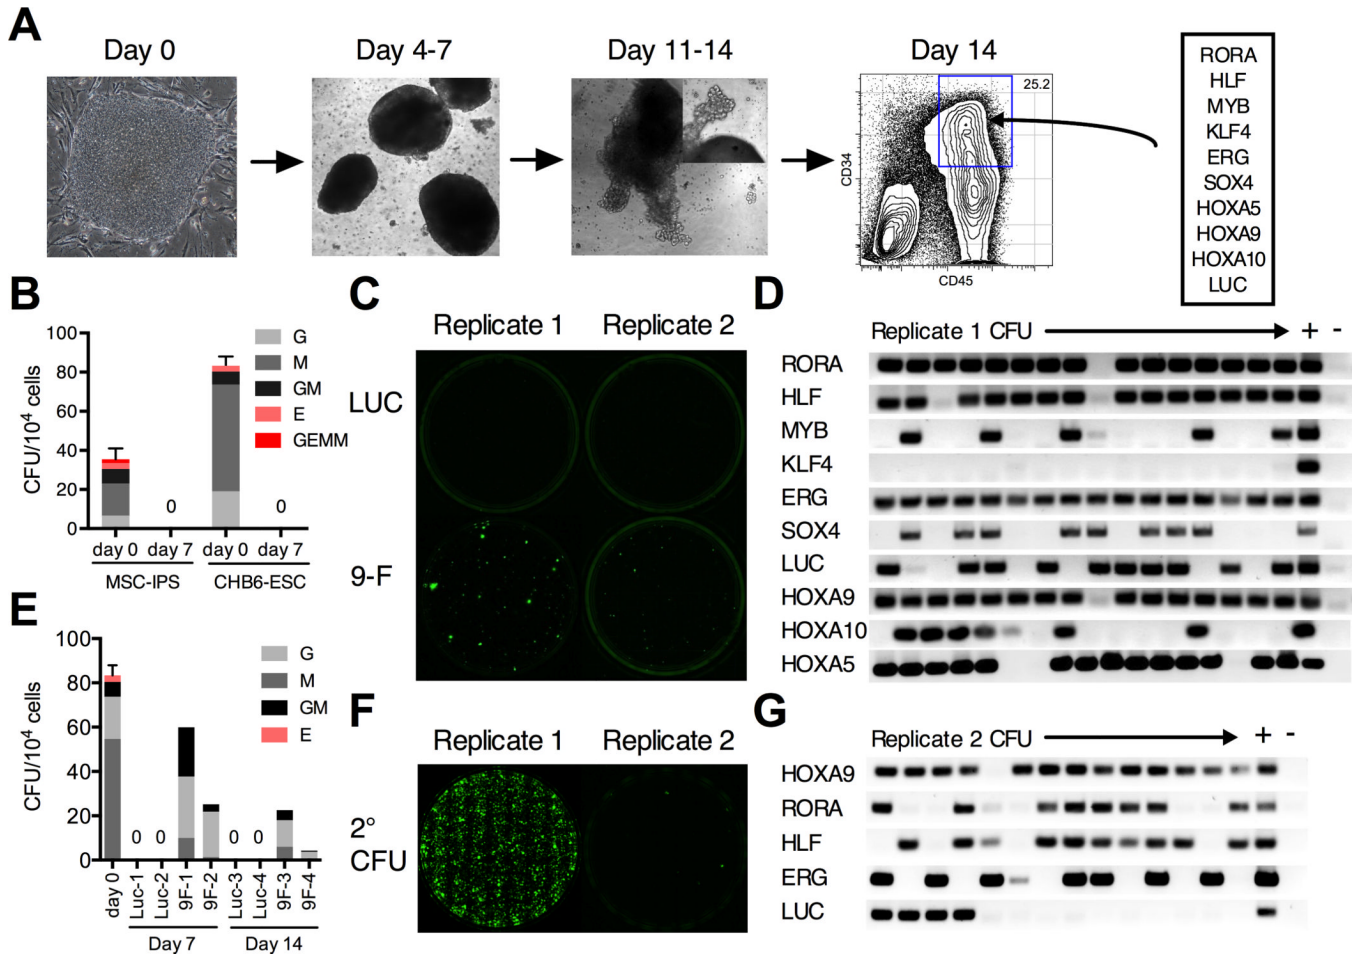 A
Day 0
Day 4-7
Day 11-14
Day 14
25.2
CD34
CD45
RORA
HLF
MYB
KLF4
ERG
SOX4
HOXA5
HOXA9
HOXA10
LUC
B
CFU/10⁴ cells
100
80
60
40
20
0
0
0
day 0 day 7 day 0 day 7
MSC-IPS CHB6-ESC
G
M
GM
E
GEMM
C
Replicate 1 Replicate 2
LUC
9-F
D
Replicate 1 CFU + -
RORA
HLF
MYB
KLF4
ERG
SOX4
LUC
HOXA9
HOXA10
HOXA5
E
CFU/10⁴ cells
100
80
60
40
20
0
0 0 0 0
day 0 Luc-1 Luc-2 9F-1 9F-2 Luc-3 Luc-4 9F-3 9F-4
Day 7 Day 14
G
M
GM
E
F
Replicate 1 Replicate 2
2°
CFU
G
Replicate 2 CFU + -
HOXA9
RORA
HLF
ERG
LUC